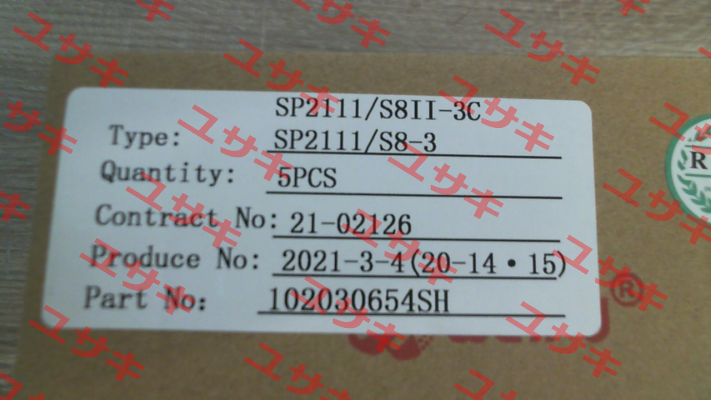 SP2111/S8II-3C
Type: SP2111/S8-3
Quantity: 5PCS
Contract No: 21-02126
Produce No: 2021-3-4(20-14・15)
Part No: 102030654SH
®
R
ユサキ